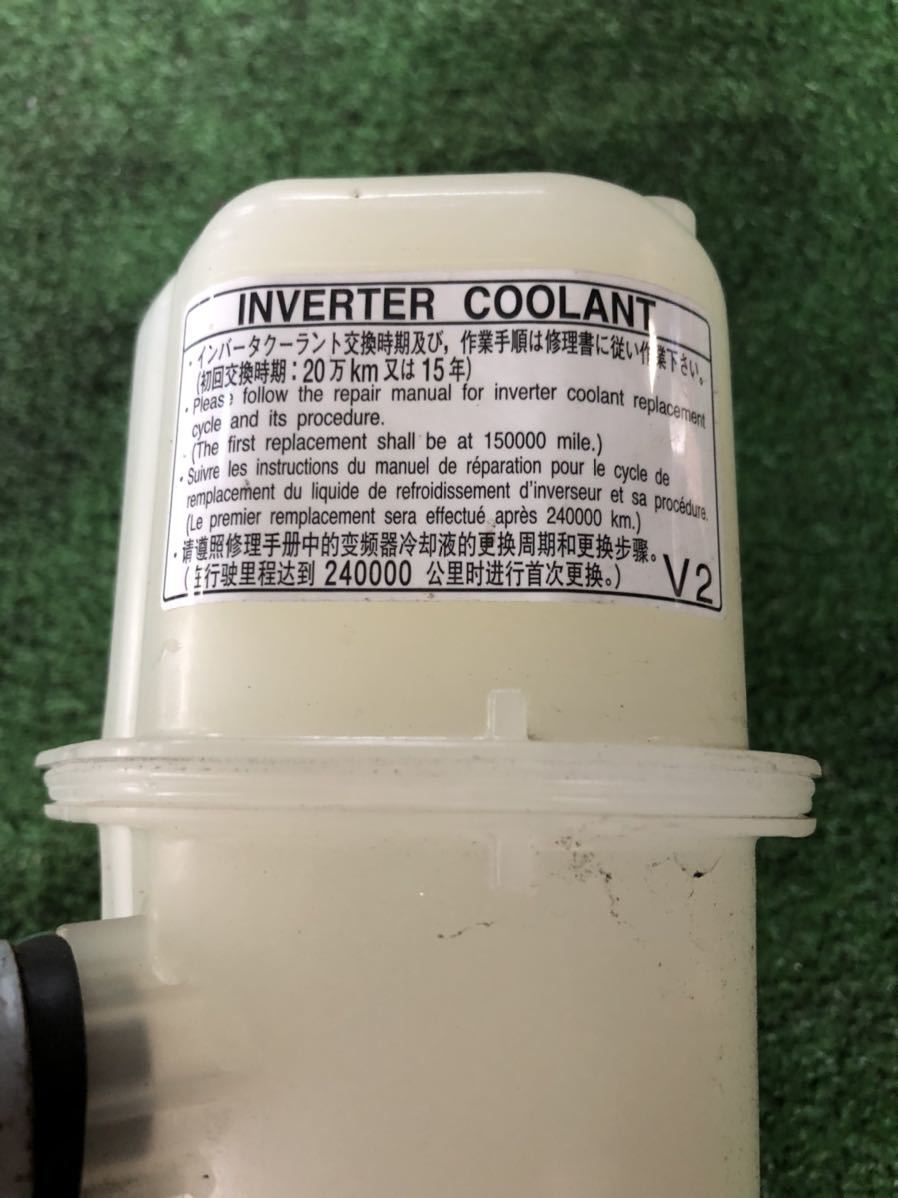 INVERTER COOLANT
・インバータクーラント交換時期及び，作業手順は修理書に従い作業下さい。
(初回交換時期：20万km又は15年)
・Please follow the repair manual for inverter coolant replacement
cycle and its procedure.
(The first replacement shall be at 150000 mile.)
・Suivre les instructions du manuel de réparation pour le cycle de
remplacement du liquide de refroidissement d'inverseur et sa procédure.
(Le premier remplacement sera effectué après 240000 km.)
・请遵照修理手册中的变频器冷却液的更换周期和更换步骤。
(在行驶里程达到 240000 公里时进行首次更换。)
V2